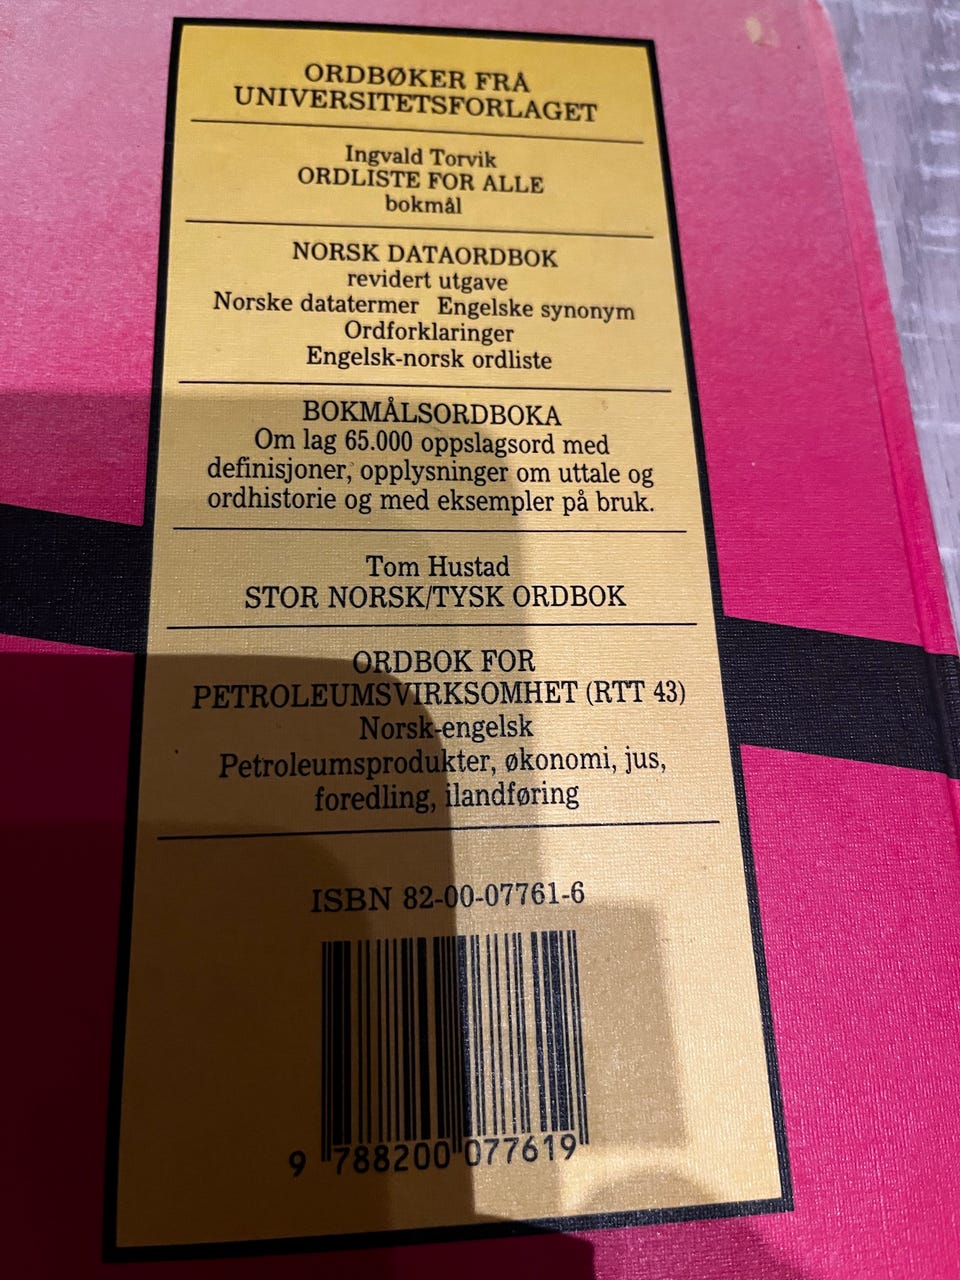 ORDBØKER FRA
UNIVERSITETSFORLAGET
Ingvald Torvik
ORDLISTE FOR ALLE
bokmål
NORSK DATAORDBOK
revidert utgave
Norske datatermer Engelske synonym
Ordforklaringer
Engelsk-norsk ordliste
BOKMÅLSORDBOKA
Om lag 65.000 oppslagsord med
definisjoner, opplysninger om uttale og
ordhistorie og med eksempler på bruk.
Tom Hustad
STOR NORSK/TYSK ORDBOK
ORDBOK FOR
PETROLEUMSVIRKSOMHET (RTT 43)
Norsk-engelsk
Petroleumsprodukter, økonomi, jus,
foredling, ilandføring
ISBN 82-00-07761-6
9 788200 077619